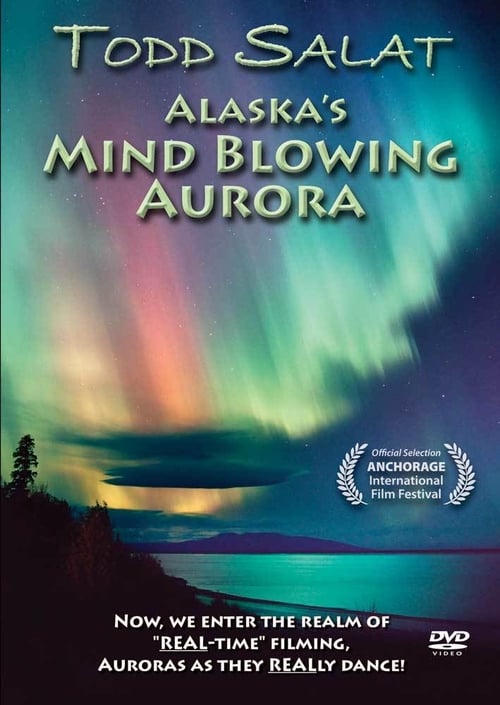 Todd Salat
Alaska's
Mind Blowing
Aurora
Official Selection
ANCHORAGE
International
Film Festival
Now, we enter the realm of
"REAL-time" filming,
Auroras as they REALly dance!
DVD
VIDEO